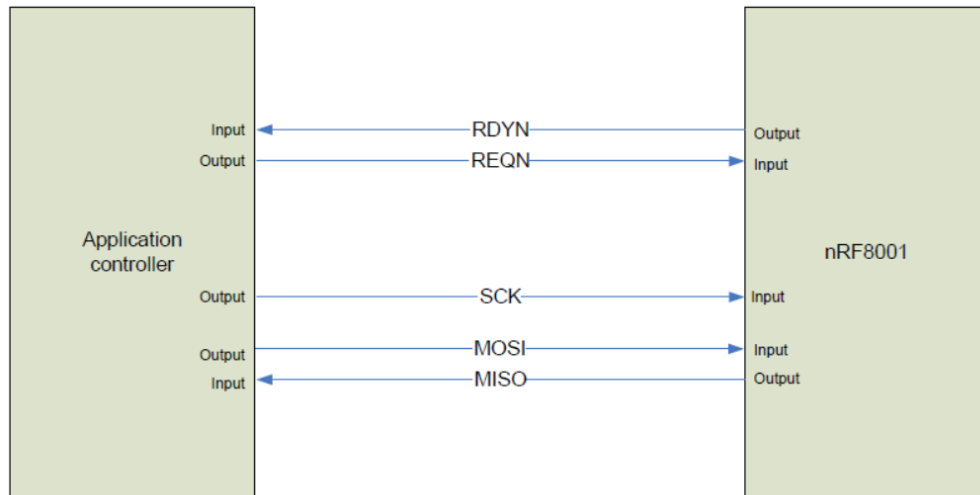 Input
RDYN
Output
Output
REQN
Input
Application
controller
nRF8001
Output
SCK
Input
Output
MOSI
Input
Input
MISO
Output